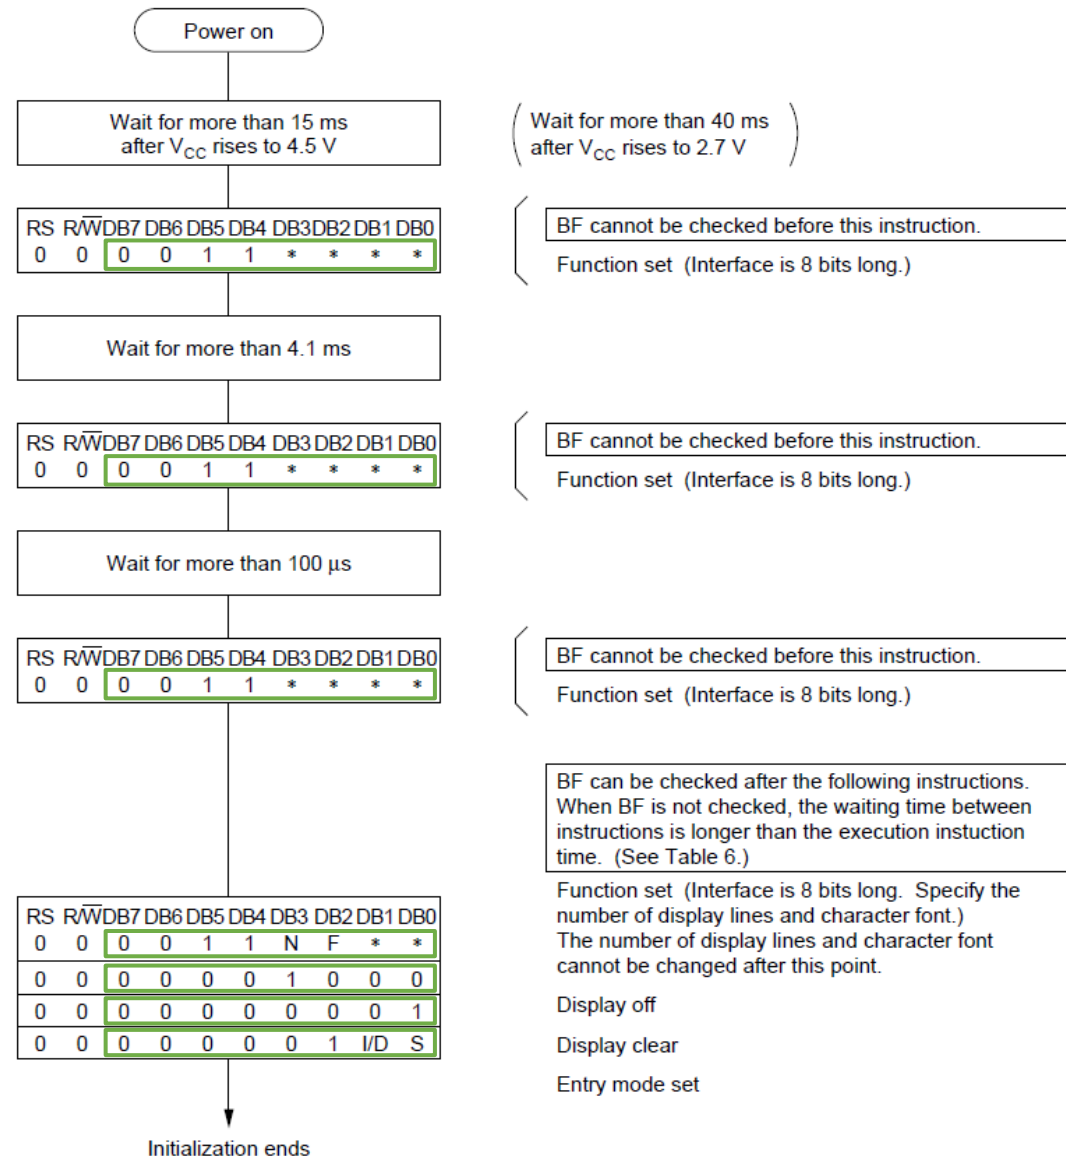 Power on
Wait for more than 15 ms
after VCC rises to 4.5 V
Wait for more than 40 ms
after VCC rises to 2.7 V
RS R/W DB7 DB6 DB5 DB4 DB3 DB2 DB1 DB0
0 0 0 0 1 1 * * * *
BF cannot be checked before this instruction.
Function set (Interface is 8 bits long.)
Wait for more than 4.1 ms
RS R/W DB7 DB6 DB5 DB4 DB3 DB2 DB1 DB0
0 0 0 0 1 1 * * * *
BF cannot be checked before this instruction.
Function set (Interface is 8 bits long.)
Wait for more than 100 μs
RS R/W DB7 DB6 DB5 DB4 DB3 DB2 DB1 DB0
0 0 0 0 1 1 * * * *
BF cannot be checked before this instruction.
Function set (Interface is 8 bits long.)
BF can be checked after the following instructions.
When BF is not checked, the waiting time between
instructions is longer than the execution instuction
time. (See Table 6.)
RS R/W DB7 DB6 DB5 DB4 DB3 DB2 DB1 DB0
0 0 0 0 1 1 N F * *
0 0 0 0 0 0 1 0 0 0
0 0 0 0 0 0 0 0 0 1
0 0 0 0 0 0 0 1 I/D S
Function set (Interface is 8 bits long. Specify the
number of display lines and character font.)
The number of display lines and character font
cannot be changed after this point.
Display off
Display clear
Entry mode set
Initialization ends